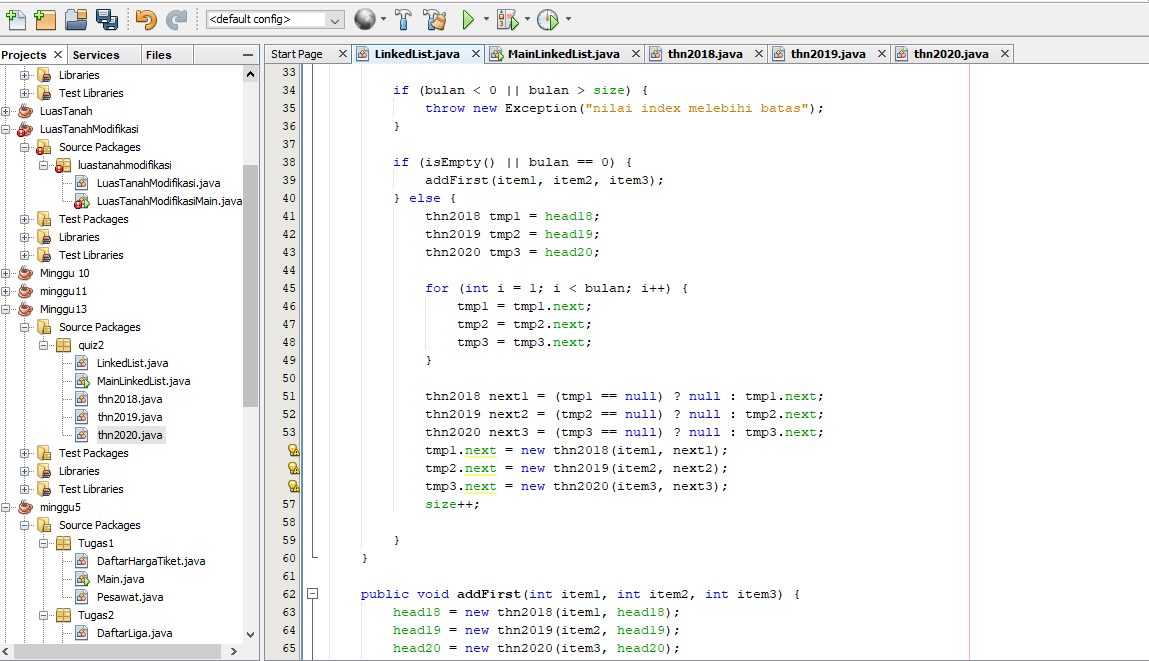 <default config>
Projects
Services
Files
Libraries
Test Libraries
LuasTanah
LuasTanahModifikasi
Source Packages
luastanahmodifikasi
LuasTanahModifikasi.java
LuasTanahModifikasiMain.java
Test Packages
Libraries
Test Libraries
Minggu 10
minggu11
Minggu13
Source Packages
quiz2
LinkedList.java
MainLinkedList.java
thn2018.java
thn2019.java
thn2020.java
Test Packages
Libraries
Test Libraries
minggu5
Source Packages
Tugas1
DaftarHargaTiket.java
Main.java
Pesawat.java
Tugas2
DaftarLiga.java
Start Page
LinkedList.java
MainLinkedList.java
thn2018.java
thn2019.java
thn2020.java
33
34 if (bulan < 0 || bulan > size) {
35 throw new Exception("nilai index melebihi batas");
36 }
37
38 if (isEmpty() || bulan == 0) {
39 addFirst(item1, item2, item3);
40 } else {
41 thn2018 tmp1 = head18;
42 thn2019 tmp2 = head19;
43 thn2020 tmp3 = head20;
44
45 for (int i = 1; i < bulan; i++) {
46 tmp1 = tmp1.next;
47 tmp2 = tmp2.next;
48 tmp3 = tmp3.next;
49 }
50
51 thn2018 next1 = (tmp1 == null) ? null : tmp1.next;
52 thn2019 next2 = (tmp2 == null) ? null : tmp2.next;
53 thn2020 next3 = (tmp3 == null) ? null : tmp3.next;
tmp1.next = new thn2018(item1, next1);
tmp2.next = new thn2019(item2, next2);
tmp3.next = new thn2020(item3, next3);
57 size++;
58
59 }
60 }
61
62 public void addFirst(int item1, int item2, int item3) {
63 head18 = new thn2018(item1, head18);
64 head19 = new thn2019(item2, head19);
65 head20 = new thn2020(item3, head20);